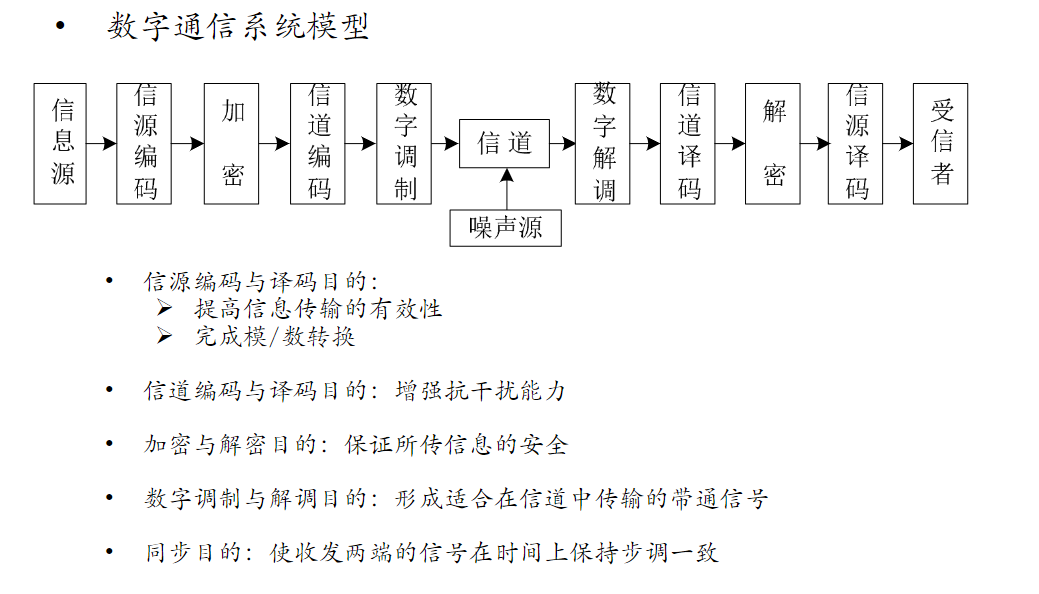 • 数字通信系统模型
信息源
信源编码
加密
信道编码
数字调制
信道
数字解调
信道译码
解密
信源译码
受信者
噪声源
• 信源编码与译码目的：
➢ 提高信息传输的有效性
➢ 完成模/数转换
• 信道编码与译码目的：增强抗干扰能力
• 加密与解密目的：保证所传信息的安全
• 数字调制与解调目的：形成适合在信道中传输的带通信号
• 同步目的：使收发两端的信号在时间上保持步调一致